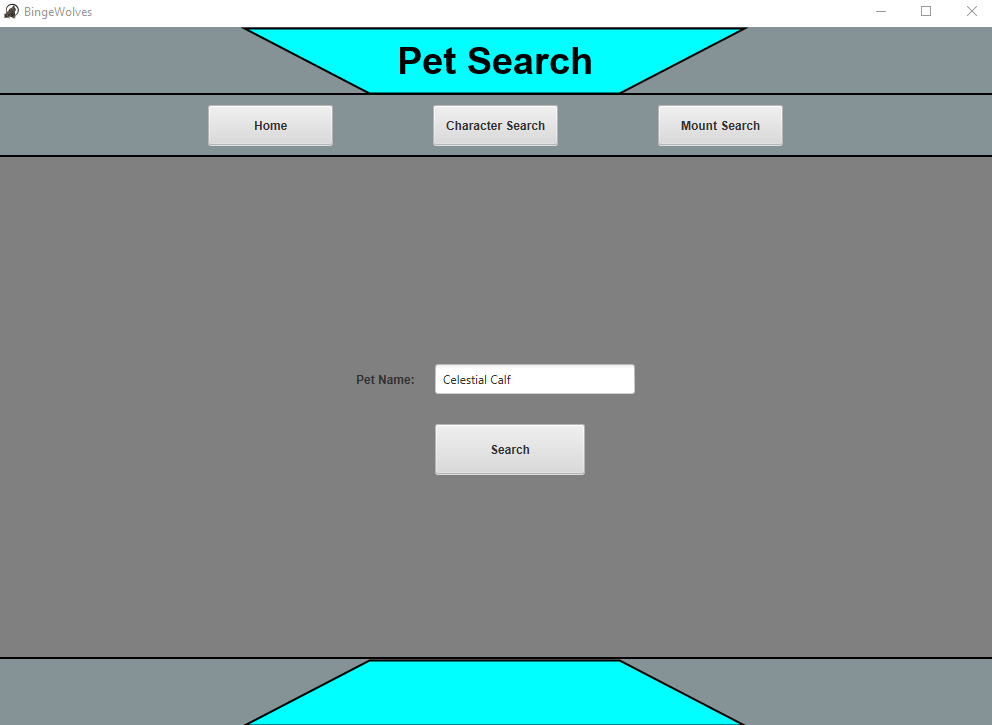 BingeWolves
Pet Search
Home
Character Search
Mount Search
Pet Name:
Celestial Calf
Search